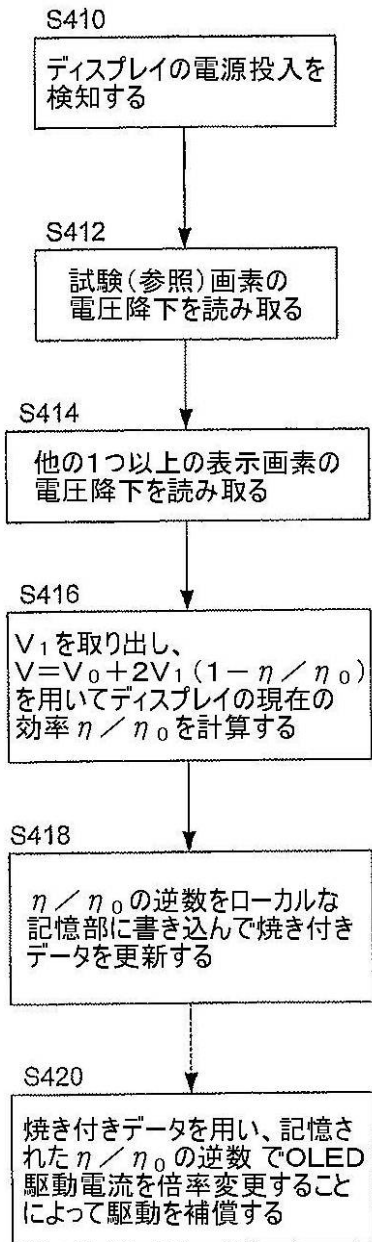 S410
ディスプレイの電源投入を
検知する
S412
試験(参照)画素の
電圧降下を読み取る
S414
他の1つ以上の表示画素の
電圧降下を読み取る
S416
V₁を取り出し、
V=V₀+2V₁(1-η/η₀)
を用いてディスプレイの現在の
効率η/η₀を計算する
S418
η/η₀の逆数をローカルな
記憶部に書き込んで焼き付き
データを更新する
S420
焼き付きデータを用い、記憶さ
れたη/η₀の逆数でOLED
駆動電流を倍率変更すること
によって駆動を補償する